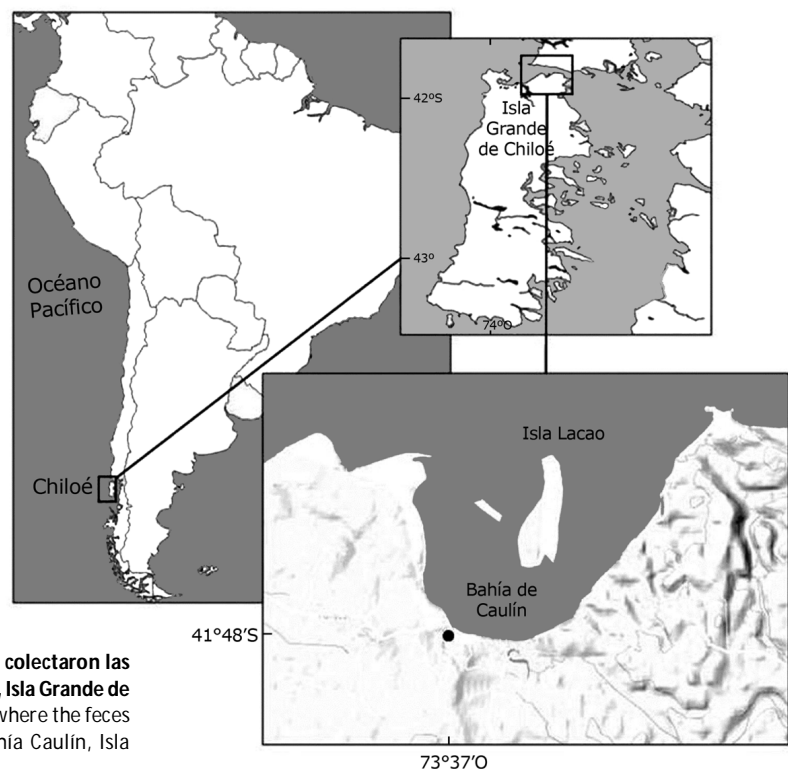 Océano
Pacífico
Chiloé
42ºS
Isla
Grande
de Chiloé
43º
74ºO
Isla Lacao
Bahía de
Caulín
41°48’S
73°37’O
colectaron las
, Isla Grande de
where the feces
hía Caulín, Isla